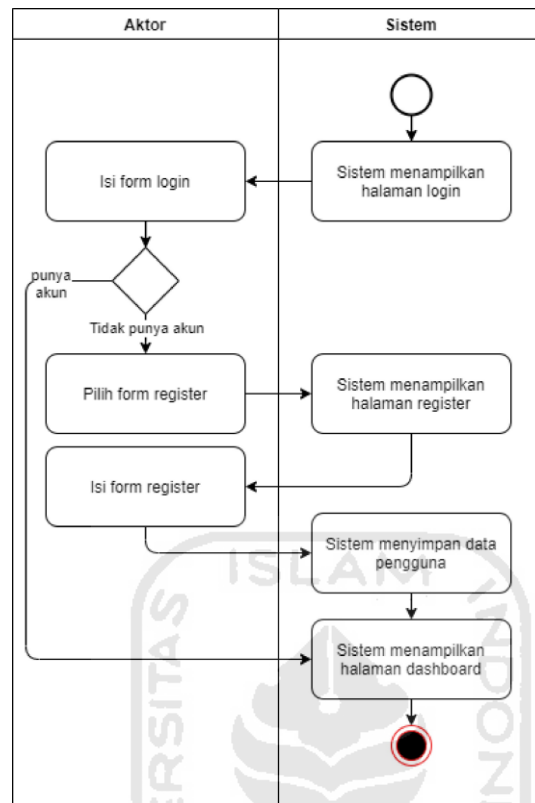 Aktor
Sistem
Sistem menampilkan
halaman login
Isi form login
punya
akun
Tidak punya akun
Pilih form register
Sistem menampilkan
halaman register
Isi form register
Sistem menyimpan data
pengguna
Sistem menampilkan
halaman dashboard
ISLAM